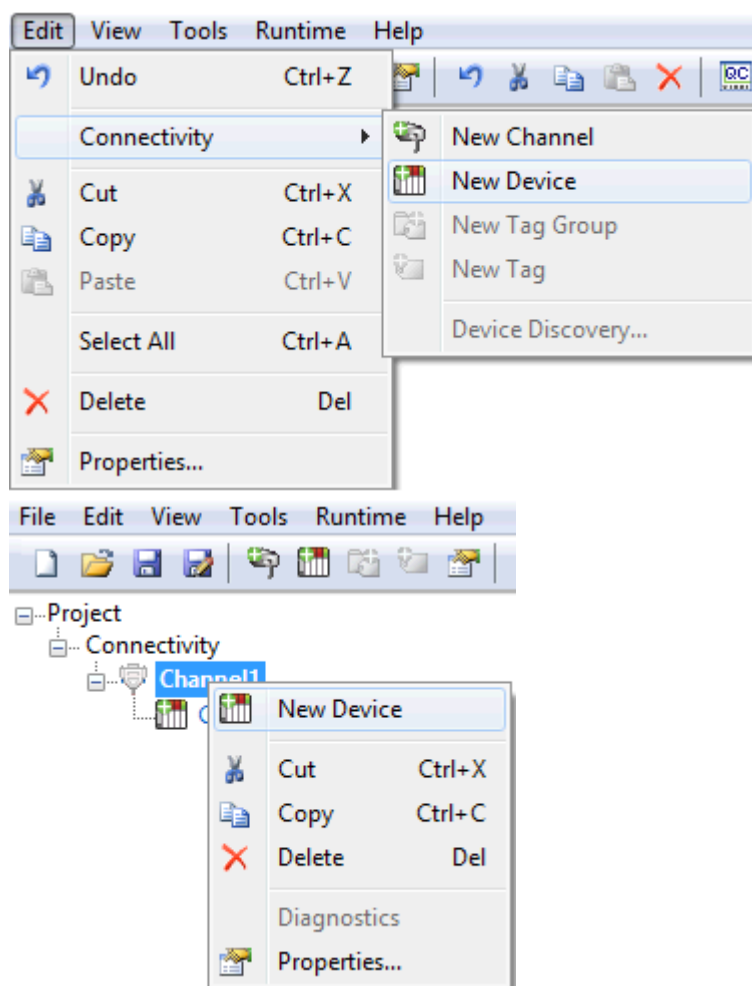 Edit View Tools Runtime Help
QC
Undo Ctrl+Z
Connectivity
New Channel
New Device
Cut Ctrl+X
New Tag Group
Copy Ctrl+C
New Tag
Paste Ctrl+V
Device Discovery...
Select All Ctrl+A
Delete Del
Properties...
File Edit View Tools Runtime Help
Project
Connectivity
Channel1
New Device
Cut Ctrl+X
Copy Ctrl+C
Delete Del
Diagnostics
Properties...